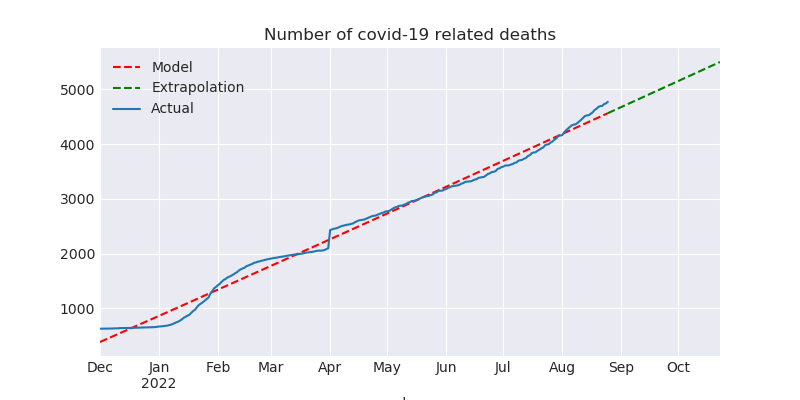 Number of covid-19 related deaths
Model
Extrapolation
Actual
5000
4000
3000
2000
1000
Dec Jan Feb Mar Apr May Jun Jul Aug Sep Oct
2022